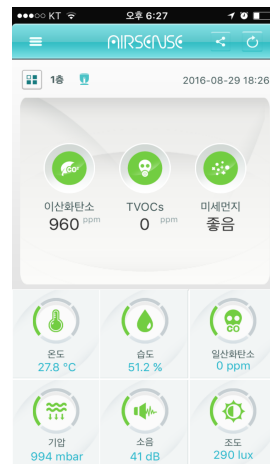 KT 오후 6:27
AIRSENSE
1층 2016-08-29 18:26
CO²
이산화탄소 TVOCs 미세먼지
960 ppm 0 ppm 좋음
CO
온도 습도 일산화탄소
27.8 °C 51.2 % 0 ppm
기압 소음 조도
994 mbar 41 dB 290 lux